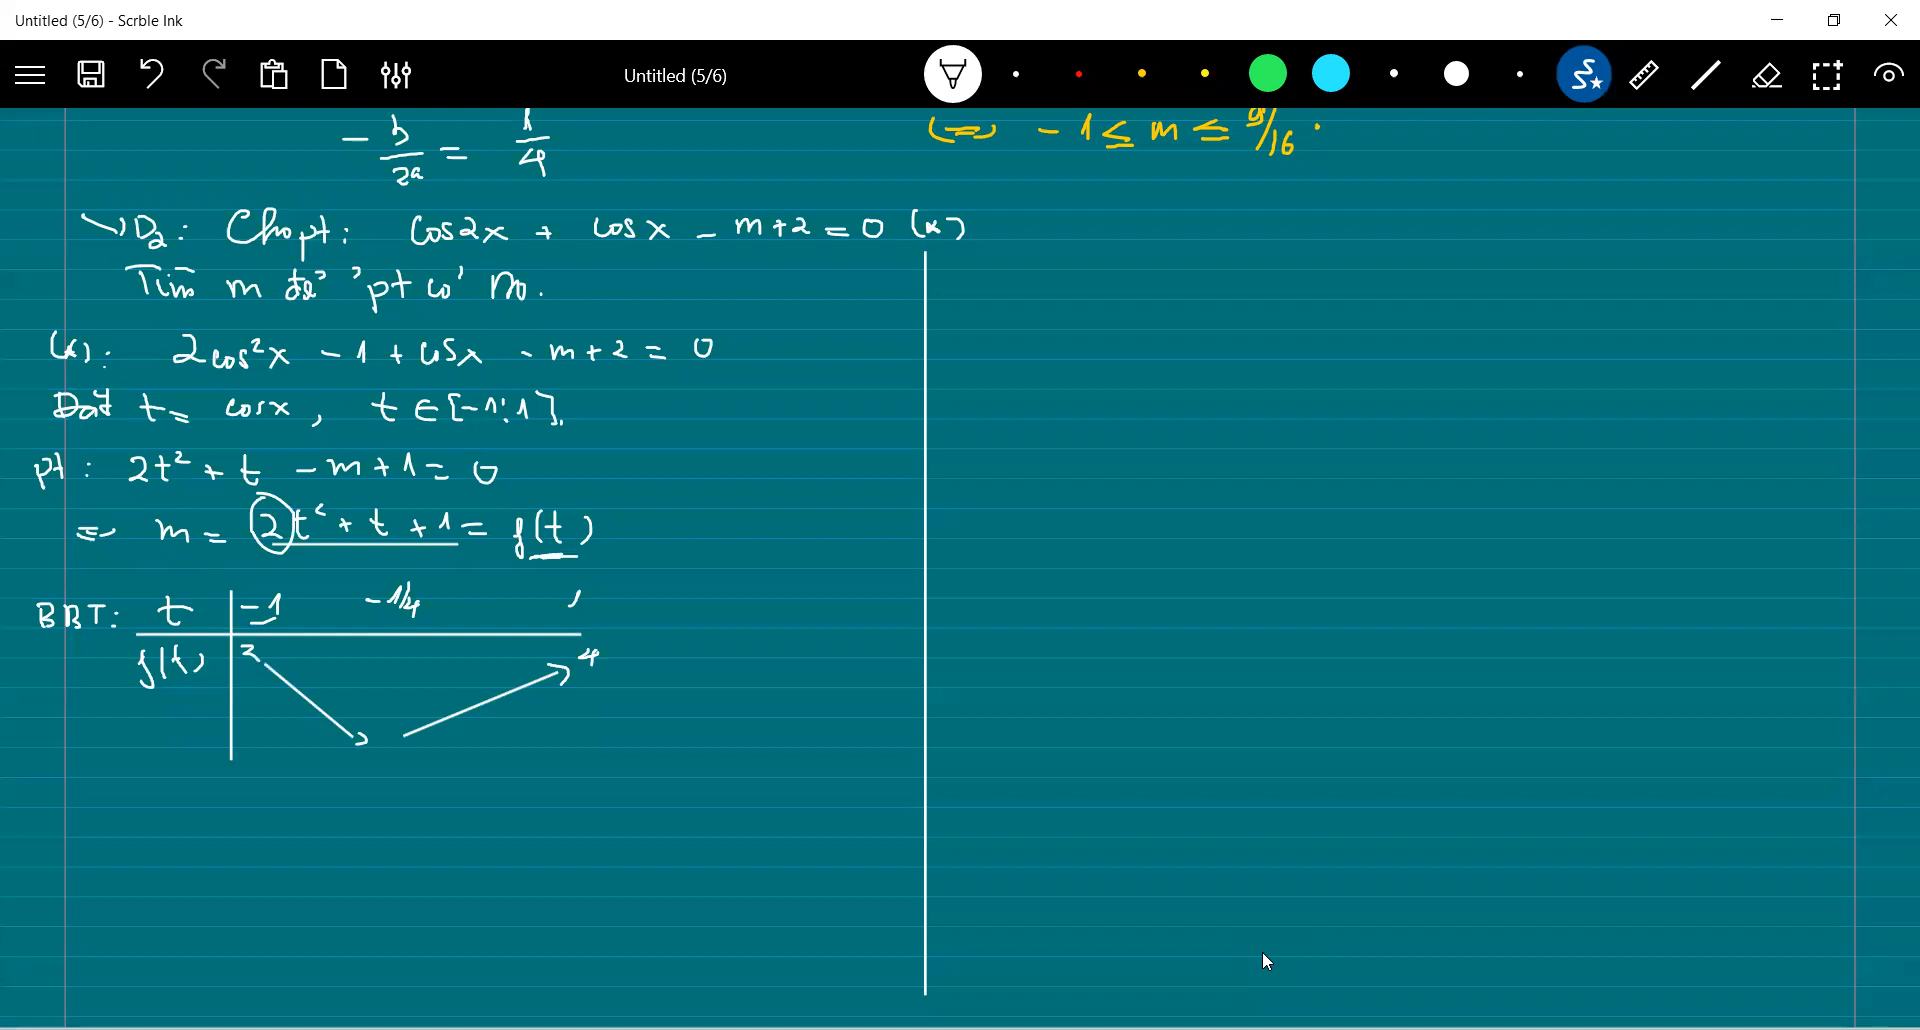 Untitled (5/6) - Scrble Ink
Untitled (5/6)
- b/2a = 1/4
<=> -1 ≤ m ≤ 9/16.
D2: Cho pt: cos2x + cosx - m+2 = 0 (*)
Tìm m để pt có no.
(*): 2cos²x - 1 + cosx - m+2 = 0
Đặt t = cosx, t ∈ [-1; 1].
pt: 2t² + t - m + 1 = 0
=> m = 2t² + t + 1 = f(t)
BBT: t -1 -1/4 1
f(t) 2 4